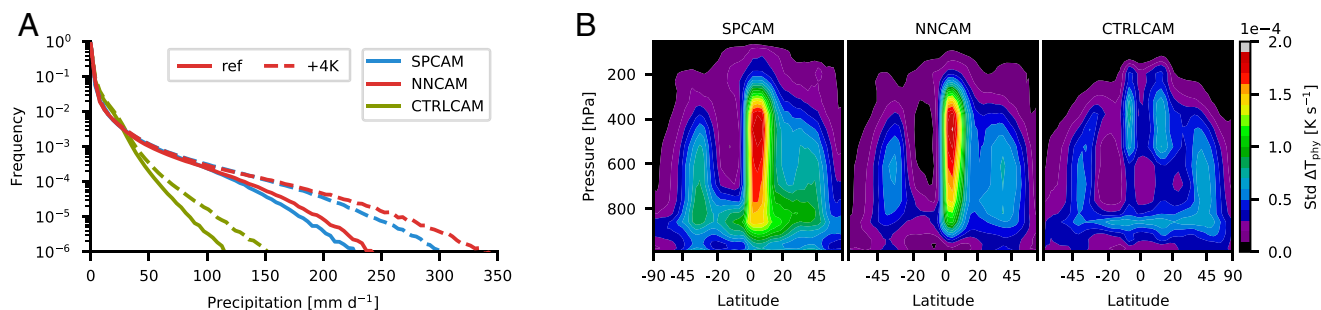 A
10⁰
10⁻¹
10⁻²
10⁻³
10⁻⁴
10⁻⁵
10⁻⁶
Frequency
0 50 100 150 200 250 300 350
Precipitation [mm d⁻¹]
ref +4K
SPCAM
NNCAM
CTRLCAM
B
SPCAM NNCAM CTRLCAM
200
400
600
800
Pressure [hPa]
-90 -45 -20 0 20 45
-45 -20 0 20 45
-45 -20 0 20 45 90
Latitude Latitude Latitude
1e−4
2.0
1.5
1.0
0.5
0.0
Std ΔT_phy [K s⁻¹]